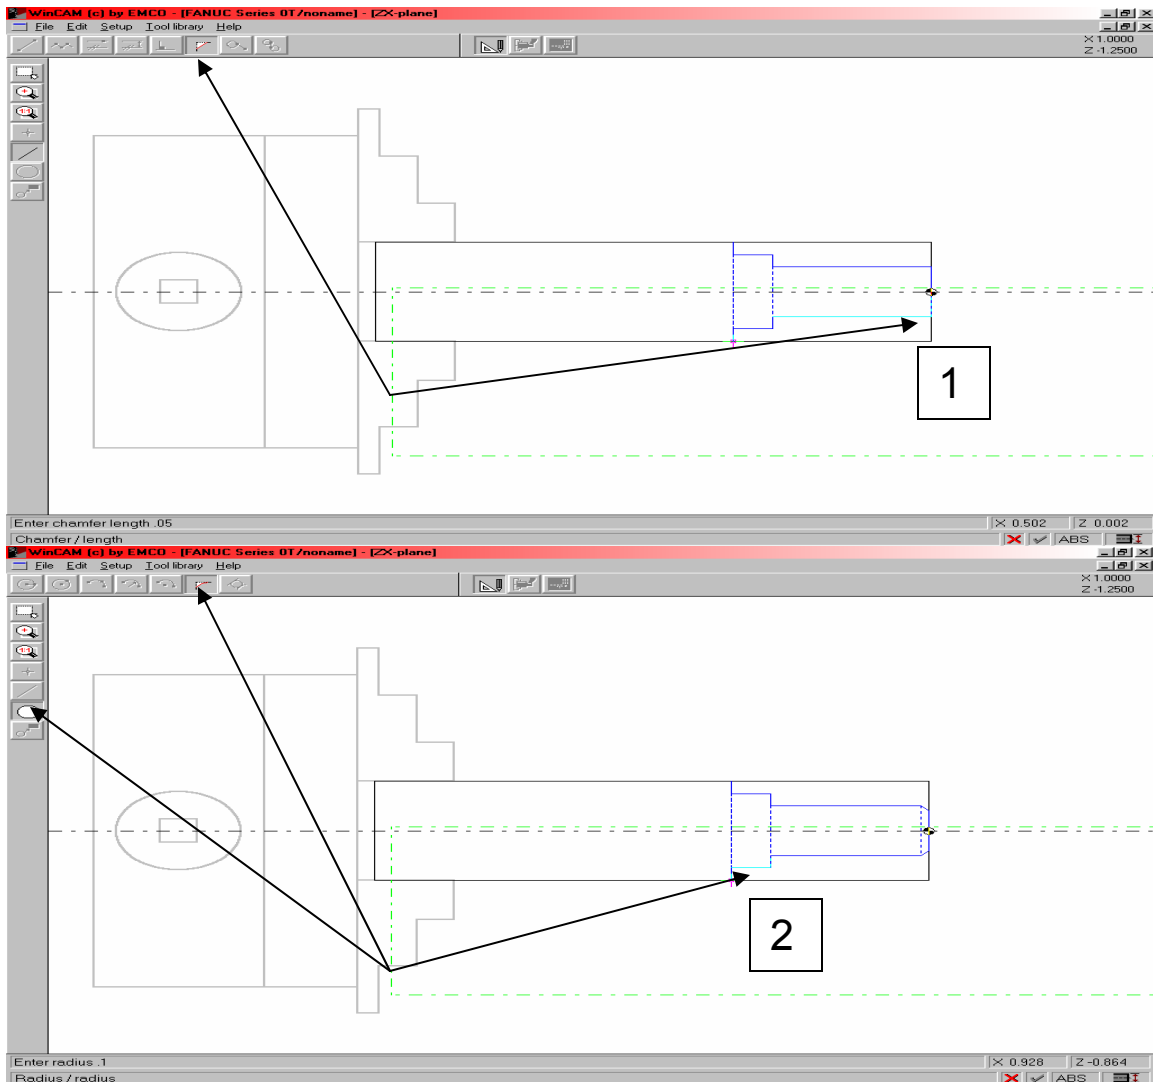 WinCAM (c) by EMCO - [FANUC Series 0T/noname] - [ZX-plane]
File Edit Setup Tool library Help
X 1.0000
Z -1.2500
1
Enter chamfer length .05
X 0.502 Z 0.002
Chamfer / length
ABS
WinCAM (c) by EMCO - [FANUC Series 0T/noname] - [ZX-plane]
File Edit Setup Tool library Help
X 1.0000
Z -1.2500
2
Enter radius .1
X 0.928 Z -0.864
Radius / radius
ABS